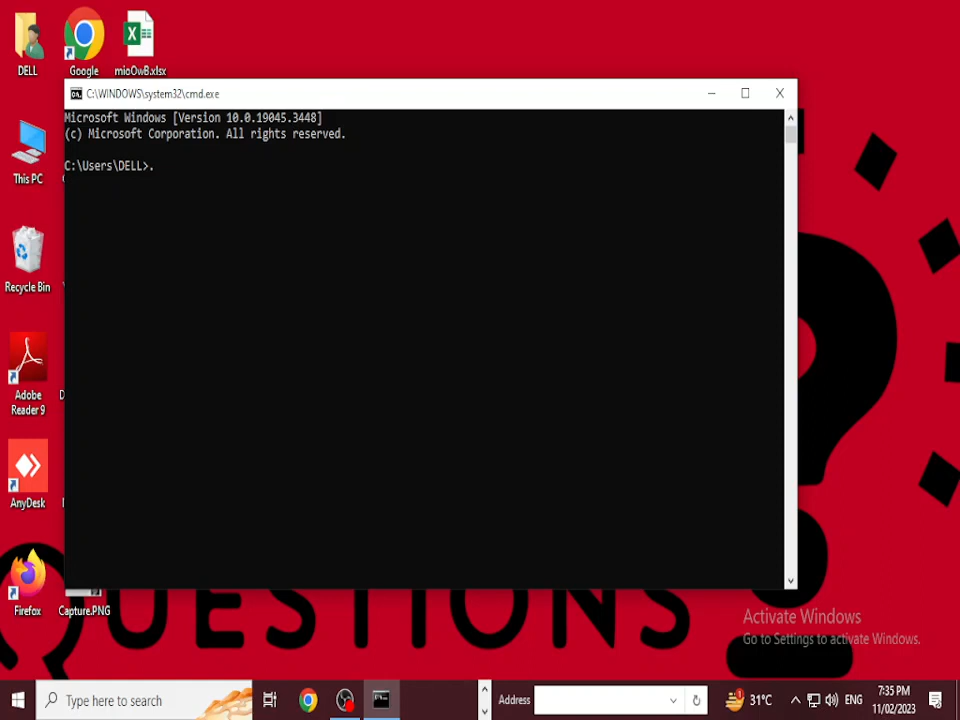 DELL
Google
mioOwB.xlsx
C:\WINDOWS\system32\cmd.exe
Microsoft Windows [Version 10.0.19045.3448]
(c) Microsoft Corporation. All rights reserved.
C:\Users\DELL>.
This PC
Recycle Bin
Adobe
Reader 9
AnyDesk
Firefox
Capture.PNG
QUESTIONS
Activate Windows
Go to Settings to activate Windows.
Type here to search
Address
1
31°C
ENG
7:35 PM
11/02/2023